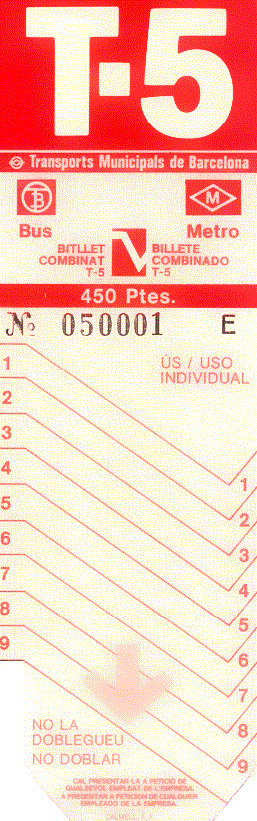 T-5
Transports Municipals de Barcelona
Bus
Metro
BITLLET
COMBINAT
T-5
BILLETE
COMBINADO
T-5
450 Ptes.
Nº 050001 E
ÚS / USO
INDIVIDUAL
1
2
3
4
5
6
7
8
9
1
2
3
4
5
6
7
8
9
NO LA
DOBLEGUEU
NO DOBLAR
CAL PRESENTAR-LA A PETICIÓ DE
QUALSEVOL EMPLEAT DE L'EMPRESA.
A PRESENTAR A PETICION DE CUALQUIER
EMPLEADO DE LA EMPRESA.
CALMELL, S.A.